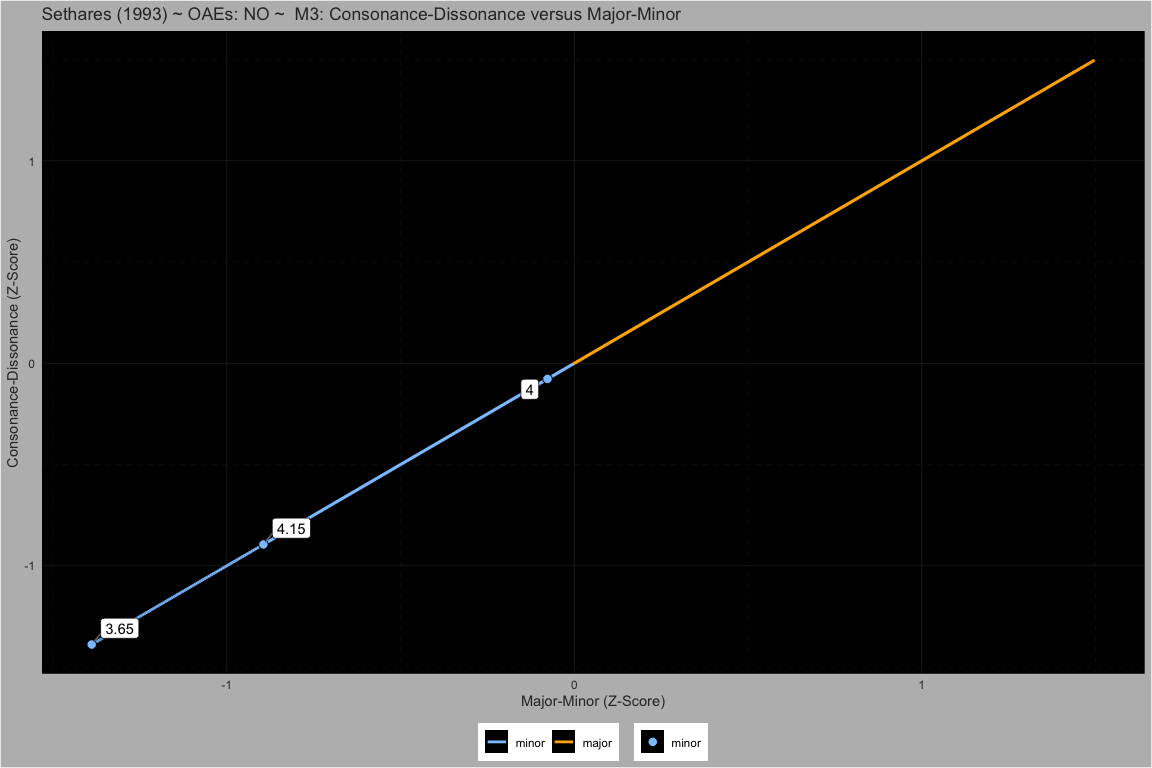 Sethares (1993) ~ OAEs: NO ~  M3: Consonance-Dissonance versus Major-Minor
Consonance-Dissonance (Z-Score)
1
0
-1
4
4.15
3.65
-1
0
1
Major-Minor (Z-Score)
minor
major
minor